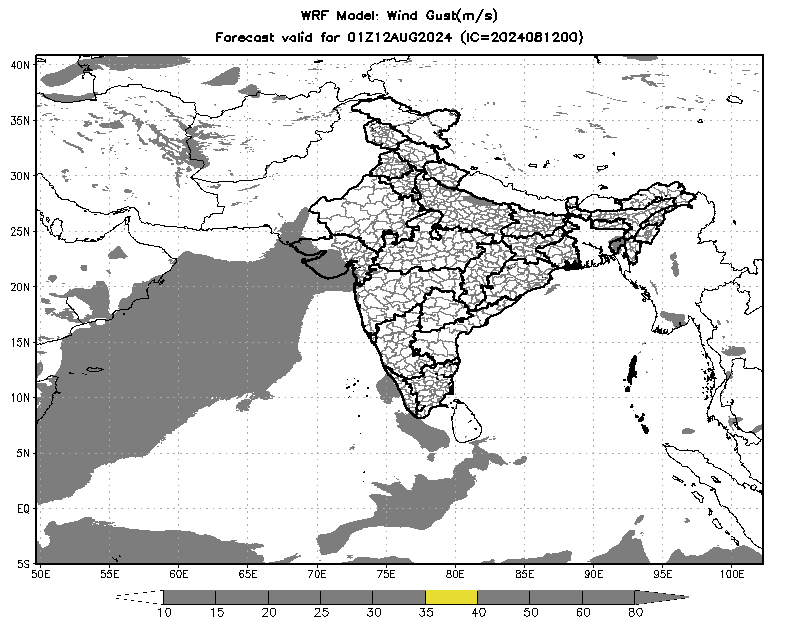 WRF Model: Wind Gust(m/s)
Forecast valid for 01Z12AUG2024 (IC=2024081200)
40N
35N
30N
25N
20N
15N
10N
5N
EQ
5S
50E 55E 60E 65E 70E 75E 80E 85E 90E 95E 100E
10 15 20 25 30 35 40 50 60 80